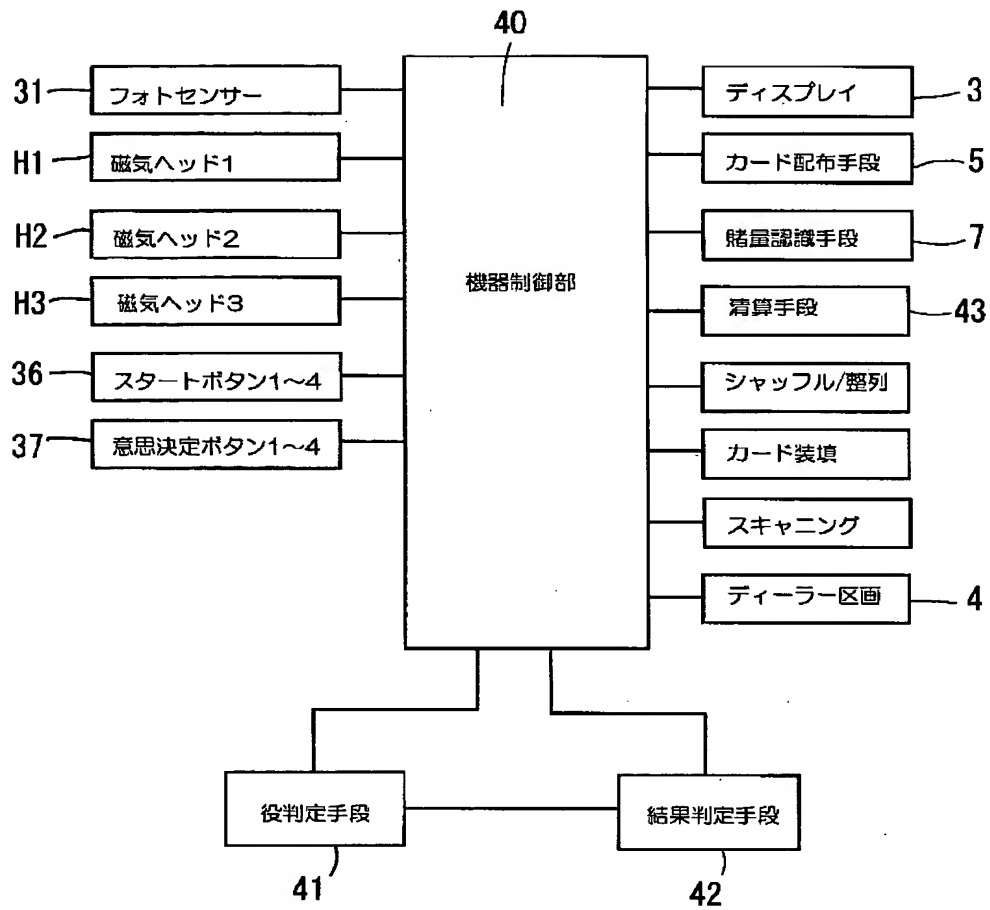 40
31 フォトセンサー
H1 磁気ヘッド1
H2 磁気ヘッド2
H3 磁気ヘッド3
36 スタートボタン1～4
37 意思決定ボタン1～4
機器制御部
ディスプレイ 3
カード配布手段 5
賭量認識手段 7
清算手段 43
シャッフル/整列
カード装填
スキャニング
ディーラー区画 4
役判定手段
41
結果判定手段
42